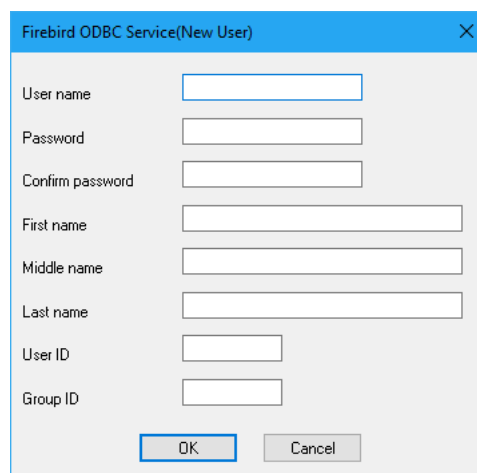 Firebird ODBC Service(New User)
User name
Password
Confirm password
First name
Middle name
Last name
User ID
Group ID
OK Cancel